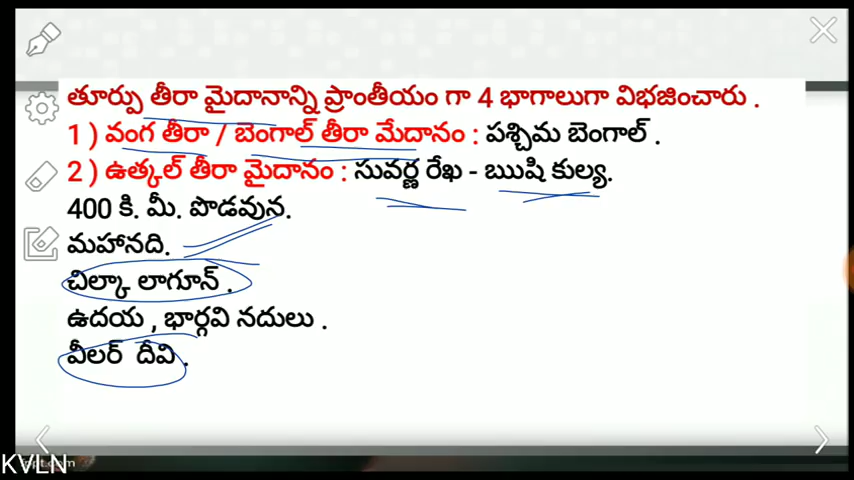 తూర్పు తీరా మైదానాన్ని ప్రాంతీయం గా 4 భాగాలుగా విభజించారు .
1 ) వంగ తీరా / బెంగాల్ తీరా మేదానం : పశ్చిమ బెంగాల్ .
2 ) ఉత్కల్ తీరా మైదానం : సువర్ణ రేఖ - ఋషి కుల్య.
400 కి. మీ. పొడవున.
మహానది.
చిల్కా లాగూన్ .
ఉదయ , భార్గవి నదులు .
వీలర్ దీవి .
KVLN